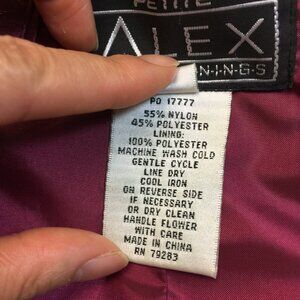 PETITE
ALEX
NINGS
PO 17777
55% NYLON
45% POLYESTER
LINING:
100% POLYESTER
MACHINE WASH COLD
GENTLE CYCLE
LINE DRY
COOL IRON
ON REVERSE SIDE
IF NECESSARY
OR DRY CLEAN
HANDLE FLOWER
WITH CARE
MADE IN CHINA
RN 79283